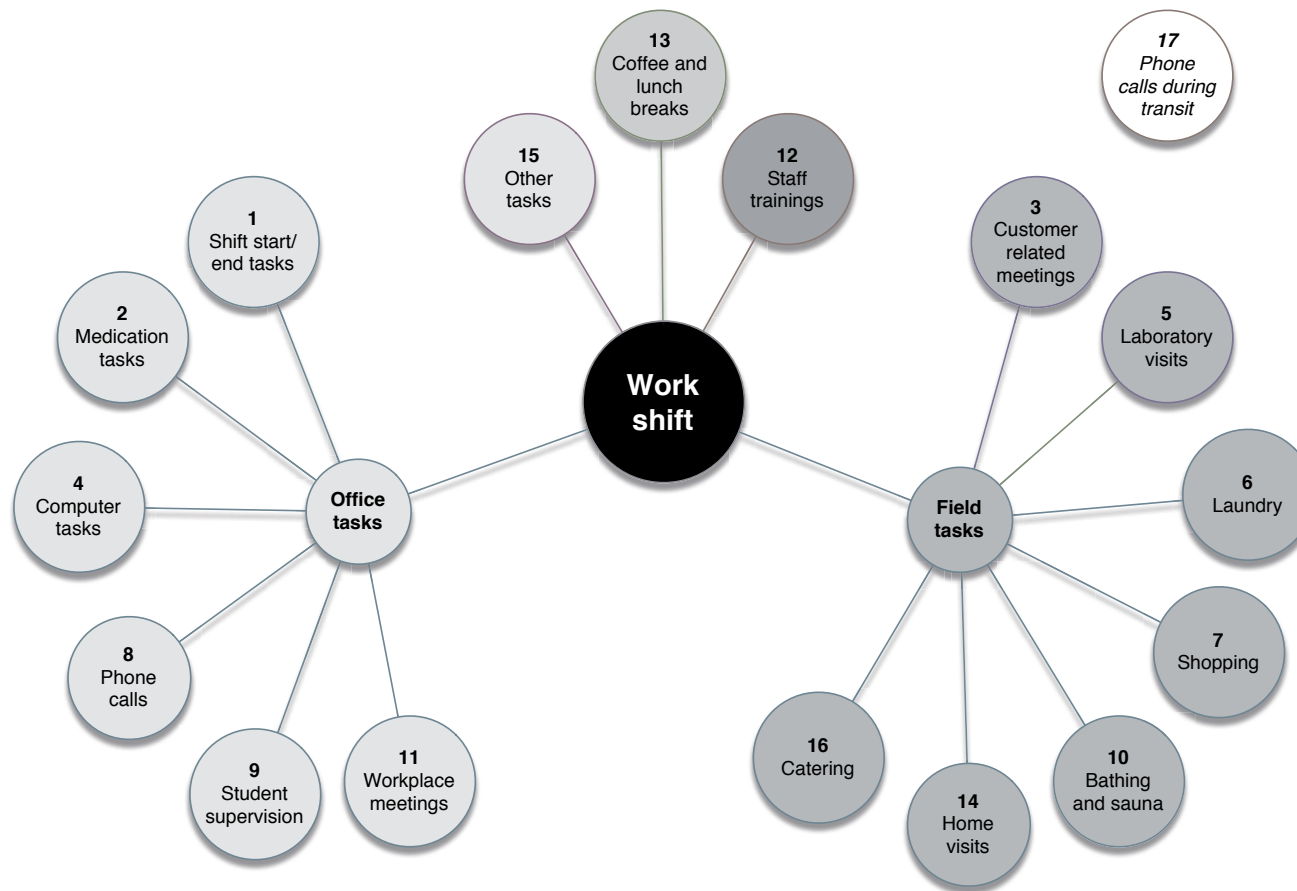 13
Coffee and
lunch
breaks
17
Phone
calls during
transit
15
Other
tasks
12
Staff
trainings
1
Shift start/
end tasks
3
Customer
related
meetings
2
Medication
tasks
5
Laboratory
visits
Work
shift
4
Computer
tasks
Office
tasks
Field
tasks
6
Laundry
8
Phone
calls
7
Shopping
9
Student
supervision
11
Workplace
meetings
16
Catering
14
Home
visits
10
Bathing
and sauna